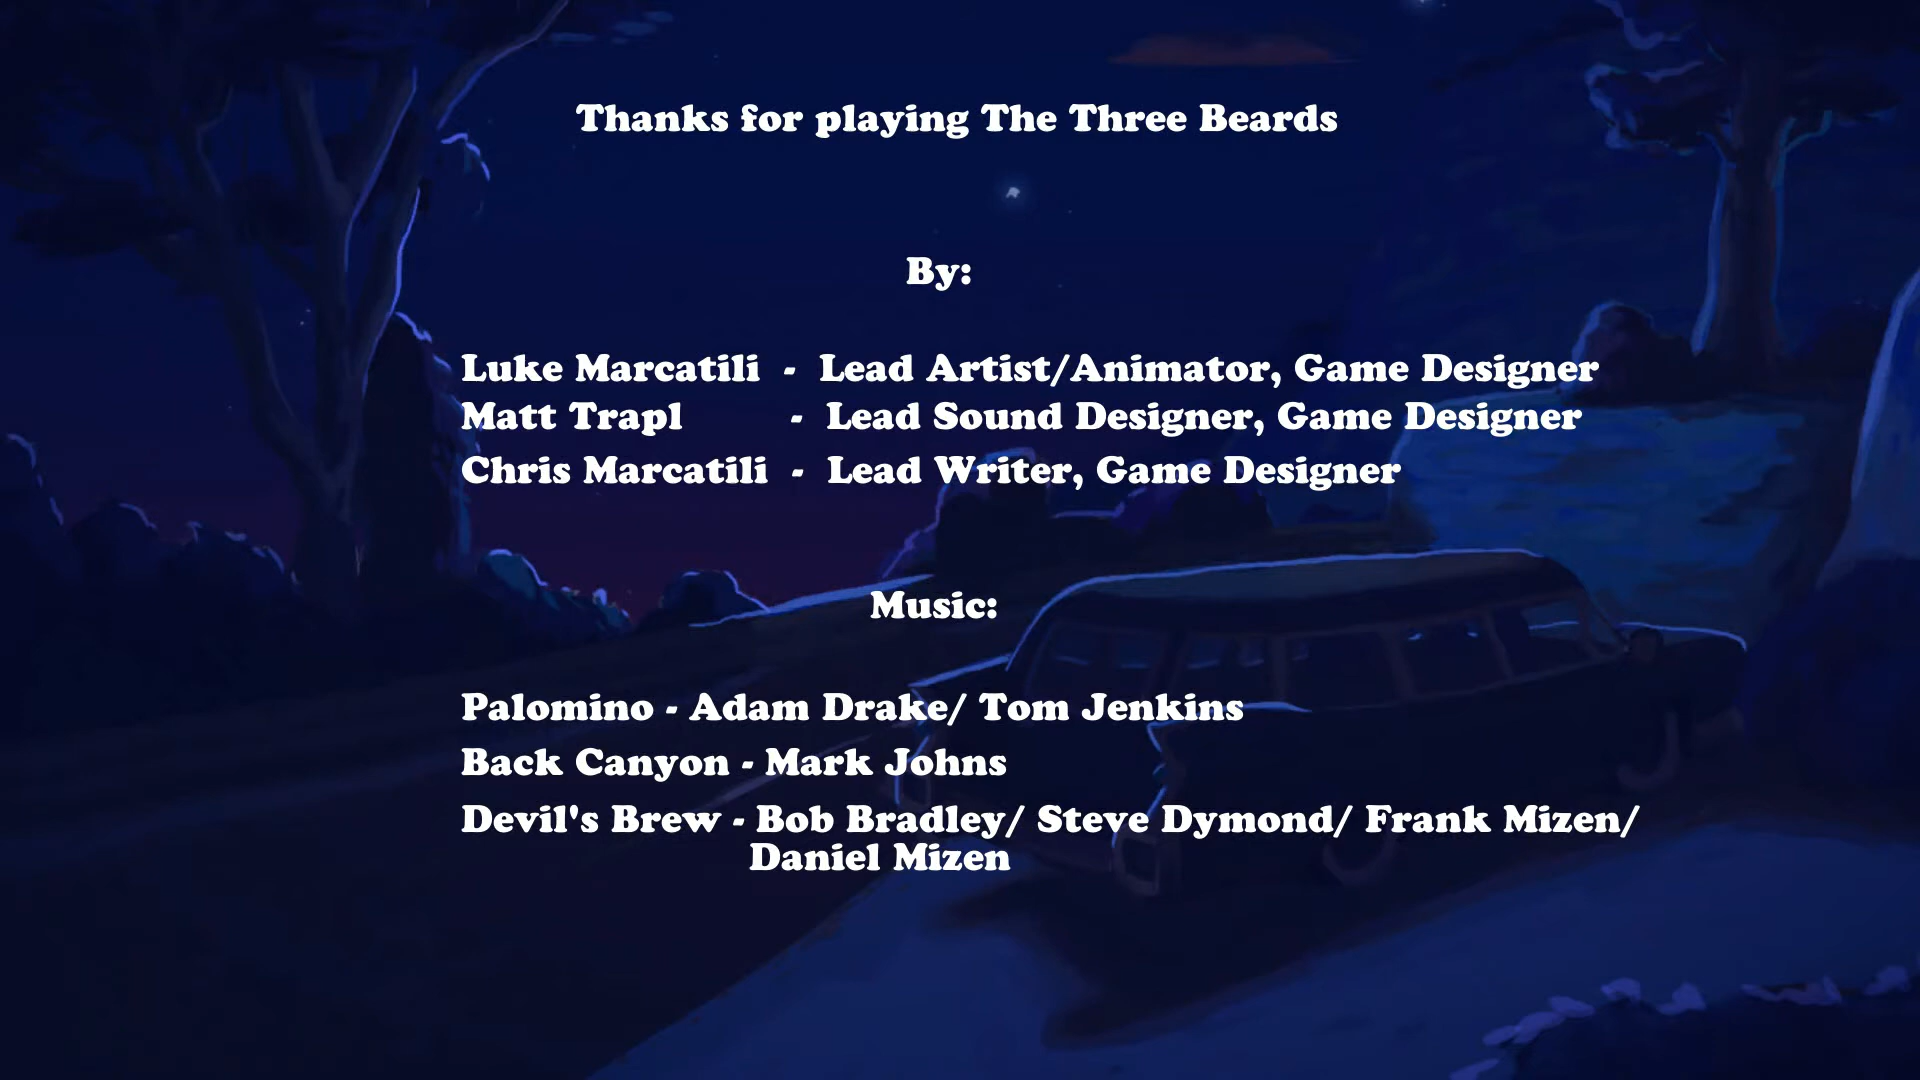 Thanks for playing The Three Beards
By:
Luke Marcatili - Lead Artist/Animator, Game Designer
Matt Trapl - Lead Sound Designer, Game Designer
Chris Marcatili - Lead Writer, Game Designer
Music:
Palomino - Adam Drake/ Tom Jenkins
Back Canyon - Mark Johns
Devil's Brew - Bob Bradley/ Steve Dymond/ Frank Mizen/
Daniel Mizen